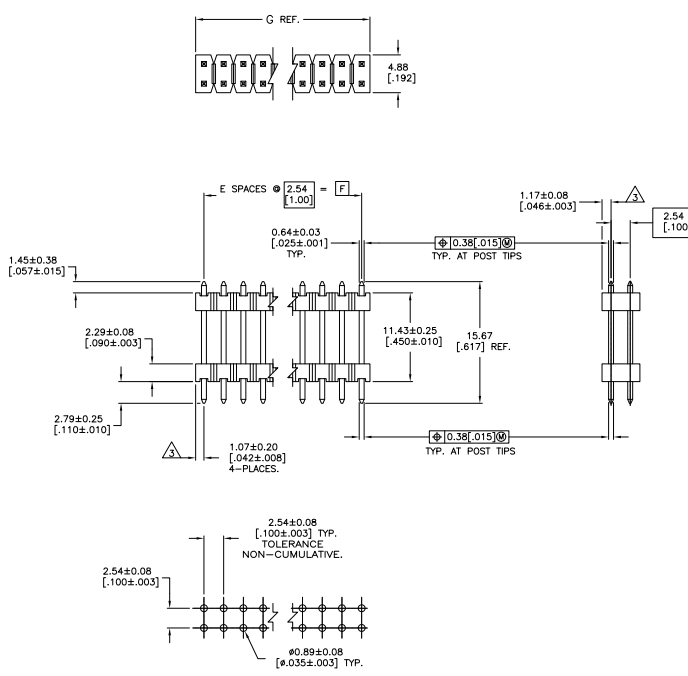 G REF.
4.88
[.192]
E SPACES @ 2.54 = F
[1.00]
1.17±0.08
[.046±.003]
3
2.54
[.100
0.64±0.03
[.025±.001]
TYP.
⌖ 0.38[.015]Ⓜ
TYP. AT POST TIPS
1.45±0.38
[.057±.015]
2.29±0.08
[.090±.003]
11.43±0.25
[.450±.010]
15.67
[.617] REF.
2.79±0.25
[.110±.010]
3
1.07±0.20
[.042±.008]
4-PLACES.
⌖ 0.38[.015]Ⓜ
TYP. AT POST TIPS
2.54±0.08
[.100±.003] TYP.
TOLERANCE
NON-CUMULATIVE.
2.54±0.08
[.100±.003]
ø0.89±0.08
[ø.035±.003] TYP.